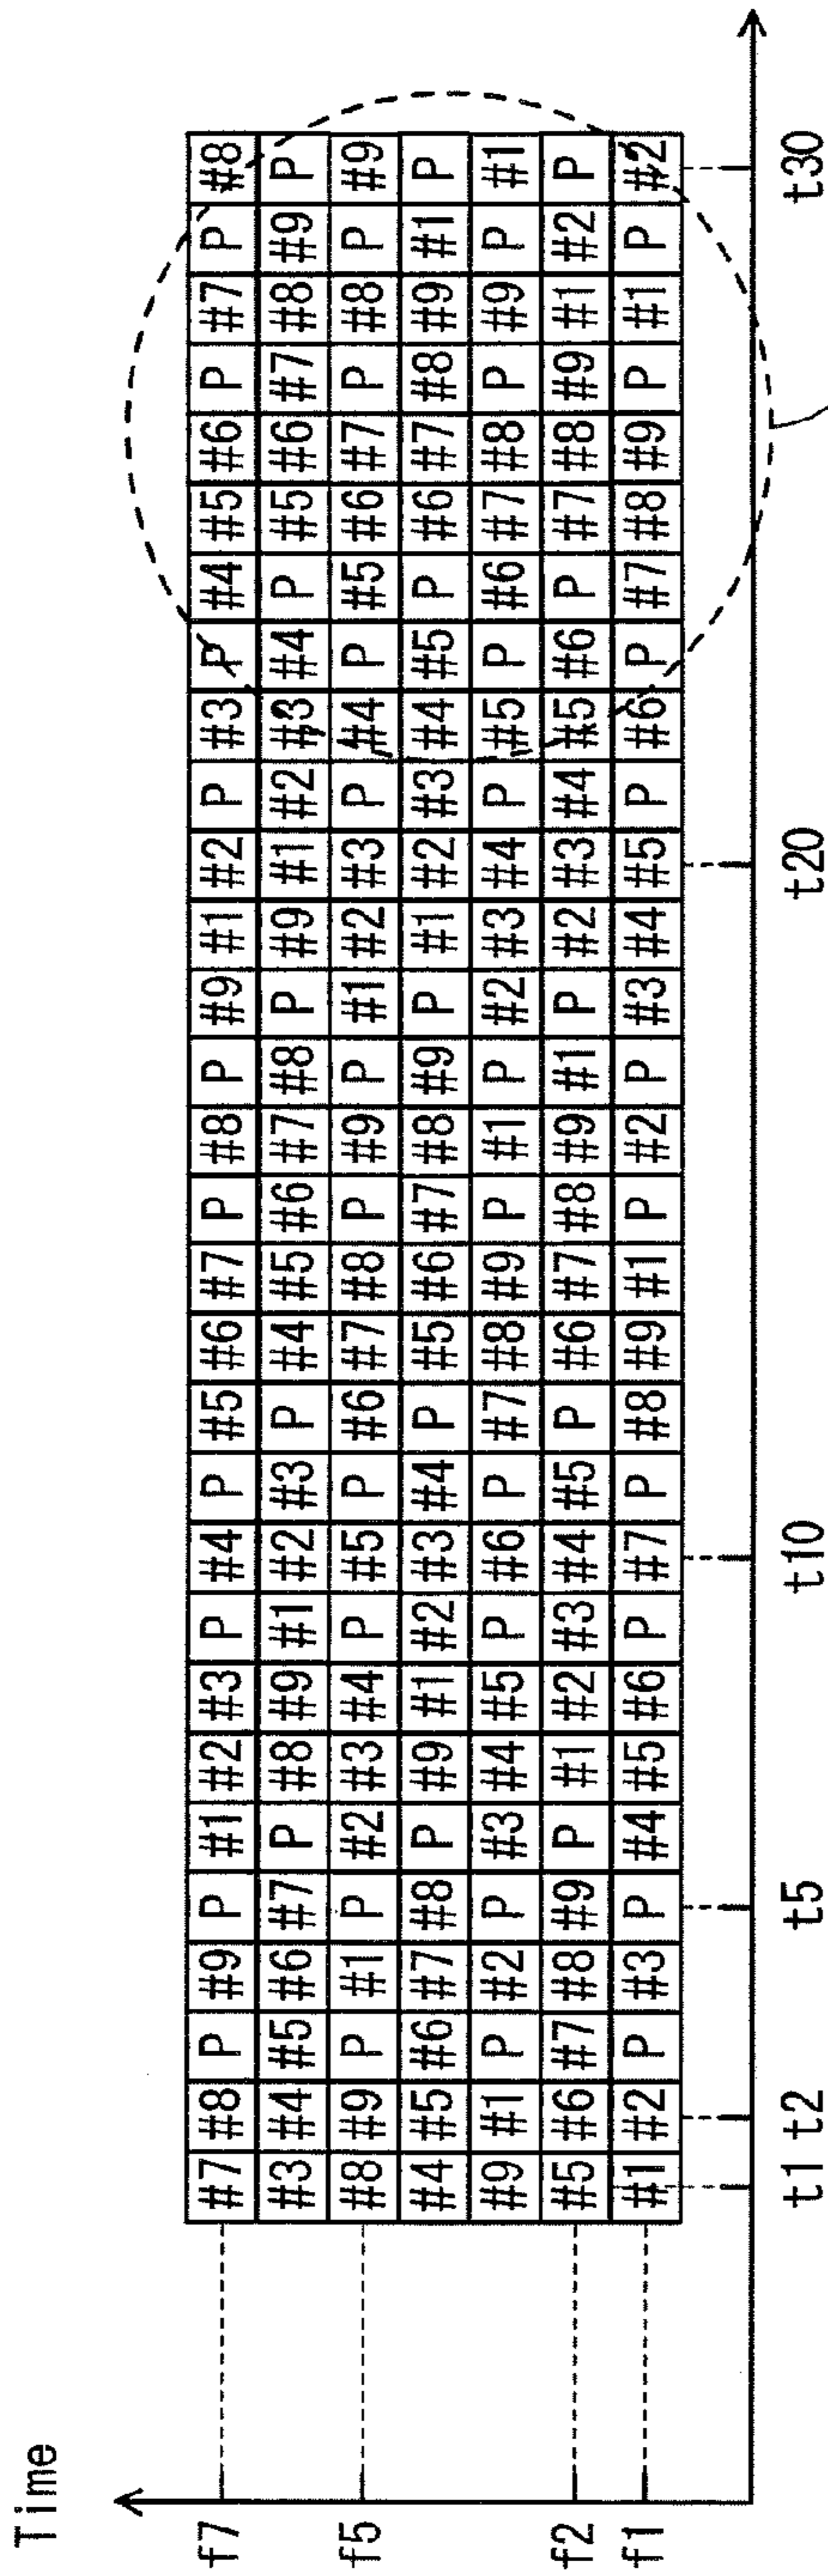 Time
f7 #7 #8 P #9 P #1 #2 #3 P #4 P #5 #6 #7 P #8 P #9 #1 #2 P #3 P #4 #5 #6 P #7 P #8
#3 #4 #5 #6 #7 P #8 #9 #1 #2 #3 P #4 #5 #6 #7 #8 P #9 #1 #2 #3 #4 P #5 #6 #7 #8 #9 P
f5 #8 #9 P #1 P #2 #3 #4 P #5 P #6 #7 #8 P #9 P #1 #2 #3 P #4 P #5 #6 #7 P #8 P #9
#4 #5 #6 #7 #8 P #9 #1 #2 #3 #4 P #5 #6 #7 #8 #9 P #1 #2 #3 #4 #5 P #6 #7 #8 #9 #1 P
#9 #1 P #2 P #3 #4 #5 P #6 P #7 #8 #9 P #1 P #2 #3 #4 P #5 P #6 #7 #8 P #9 P #1
f2 #5 #6 #7 #8 #9 P #1 #2 #3 #4 #5 P #6 #7 #8 #9 #1 P #2 #3 #4 #5 #6 P #7 #8 #9 #1 #2 P
f1 #1 #2 P #3 P #4 #5 #6 P #7 P #8 #9 #1 P #2 P #3 #4 #5 P #6 P #7 #8 #9 P #1 P #2
t1 t2 t5 t10 t20 t30